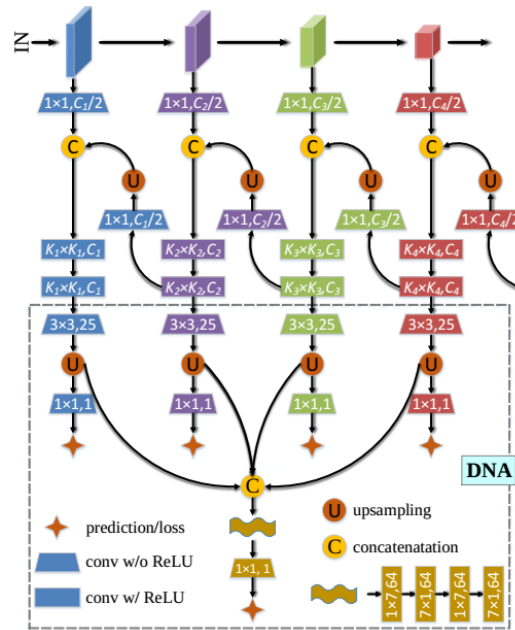 IN
1×1,C1/2 1×1,C2/2 1×1,C3/2 1×1,C4/2
C C C C
U U U U
1×1,C1/2 1×1,C2/2 1×1,C3/2 1×1,C4/2
K1×K1,C1 K2×K2,C2 K3×K3,C3 K4×K4,C4
K1×K1,C1 K2×K2,C2 K3×K3,C3 K4×K4,C4
3×3,25 3×3,25 3×3,25 3×3,25
U U U U
1×1,1 1×1,1 1×1,1 1×1,1
DNA
C
prediction/loss
U upsampling
conv w/o ReLU
1×1, 1
C concatenatation
conv w/ ReLU
1×7,64 7×1,64 1×7,64 7×1,64